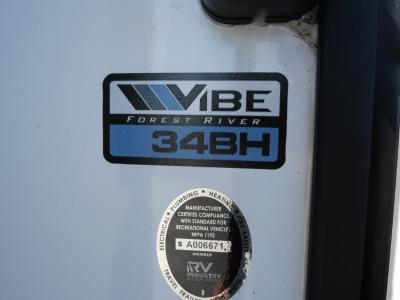 VIBE
FOREST RIVER
34BH
ELECTRICAL · PLUMBING · HEATING
MANUFACTURER
CERTIFIES COMPLIANCE
WITH STANDARD FOR
RECREATIONAL VEHICLES
NFPA 1192
S A006671
MEMBER
RV
INDUSTRY
TRAVEL TRAILER